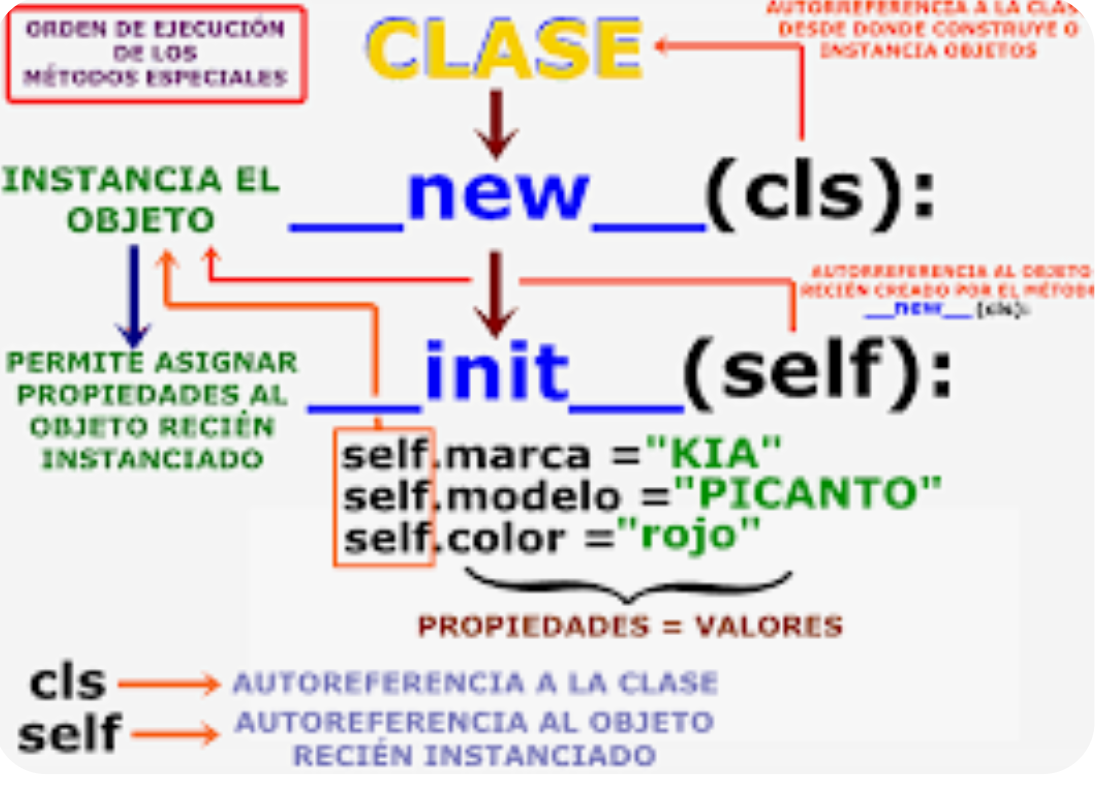 ORDEN DE EJECUCIÓN
DE LOS
MÉTODOS ESPECIALES
CLASE
AUTORREFERENCIA A LA
DESDE DONDE CONSTRUYE O
INSTANCIA OBJETOS
INSTANCIA EL
OBJETO
__new__(cls):
AUTORREFERENCIA AL OBJETO
RECIÉN CREADO POR EL
__new__ (cls):
PERMITE ASIGNAR
PROPIEDADES AL
OBJETO RECIÉN
INSTANCIADO
__init__(self):
self.marca ="KIA"
self.modelo ="PICANTO"
self.color ="rojo"
PROPIEDADES = VALORES
cls AUTOREFERENCIA A LA CLASE
self AUTOREFERENCIA AL OBJETO
RECIÉN INSTANCIADO